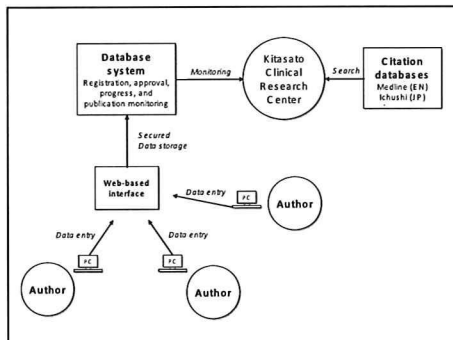 Database
system
Registration, approval,
progress, and
publication monitoring
Monitoring
Kitasato
Clinical
Research
Center
Search
Citation
databases
Medline (EN)
Ichushi (JP)
Secured
Data storage
Web-based
interface
Data entry
PC
Author
Data entry
PC
Author
Data entry
PC
Author